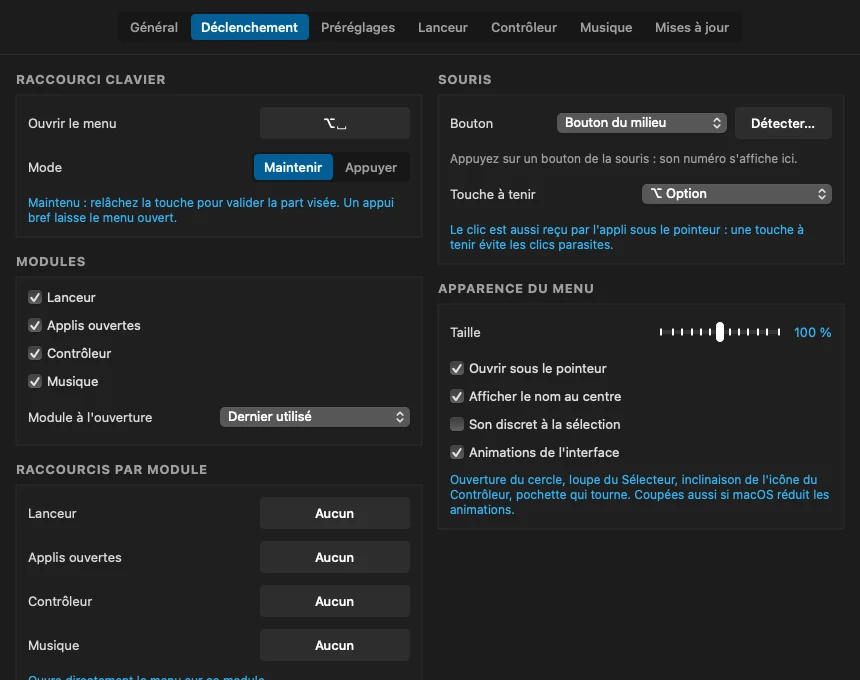 Général Déclenchement Préréglages Lanceur Contrôleur Musique Mises à jour
RACCOURCI CLAVIER
Ouvrir le menu ⌥⎵
Mode Maintenir Appuyer
Maintenu : relâchez la touche pour valider la part visée. Un appui
bref laisse le menu ouvert.
MODULES
Lanceur
Applis ouvertes
Contrôleur
Musique
Module à l'ouverture Dernier utilisé
RACCOURCIS PAR MODULE
Lanceur Aucun
Applis ouvertes Aucun
Contrôleur Aucun
Musique Aucun
Ouvre directement le menu sur ce module
SOURIS
Bouton Bouton du milieu Détecter...
Appuyez sur un bouton de la souris : son numéro s'affiche ici.
Touche à tenir ⌥ Option
Le clic est aussi reçu par l'appli sous le pointeur : une touche à
tenir évite les clics parasites.
APPARENCE DU MENU
Taille 100 %
Ouvrir sous le pointeur
Afficher le nom au centre
Son discret à la sélection
Animations de l'interface
Ouverture du cercle, loupe du Sélecteur, inclinaison de l'icône du
Contrôleur, pochette qui tourne. Coupées aussi si macOS réduit les
animations.